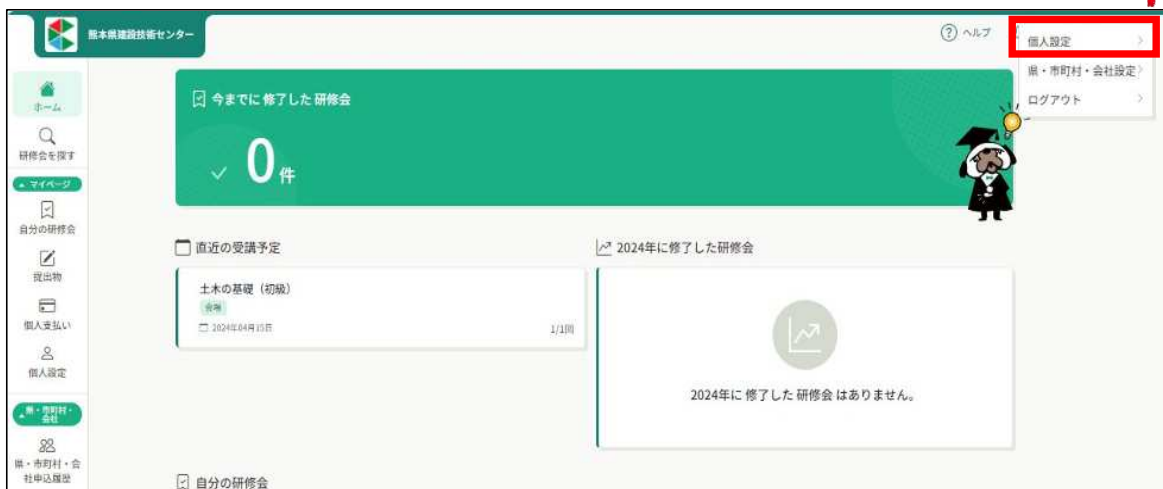 熊本県建設技術センター
ヘルプ
個人設定
県・市町村・会社設定
ログアウト
ホーム
研修会を探す
マイページ
自分の研修会
提出物
個人支払い
個人設定
県・市町村・
会社
県・市町村・会
社申込履歴
今までに修了した研修会
0件
直近の受講予定
土木の基礎（初級）
会場
2024年04月15日
1/1回
2024年に修了した研修会
2024年に修了した研修会はありません。
自分の研修会